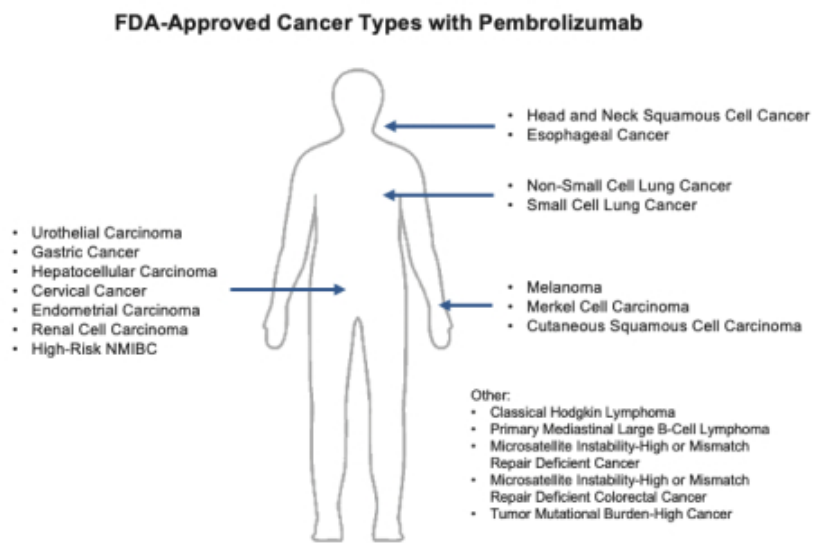 FDA-Approved Cancer Types with Pembrolizumab
• Head and Neck Squamous Cell Cancer
• Esophageal Cancer
• Non-Small Cell Lung Cancer
• Small Cell Lung Cancer
• Urothelial Carcinoma
• Gastric Cancer
• Hepatocellular Carcinoma
• Cervical Cancer
• Endometrial Carcinoma
• Renal Cell Carcinoma
• High-Risk NMIBC
• Melanoma
• Merkel Cell Carcinoma
• Cutaneous Squamous Cell Carcinoma
Other:
• Classical Hodgkin Lymphoma
• Primary Mediastinal Large B-Cell Lymphoma
• Microsatellite Instability-High or Mismatch
Repair Deficient Cancer
• Microsatellite Instability-High or Mismatch
Repair Deficient Colorectal Cancer
• Tumor Mutational Burden-High Cancer